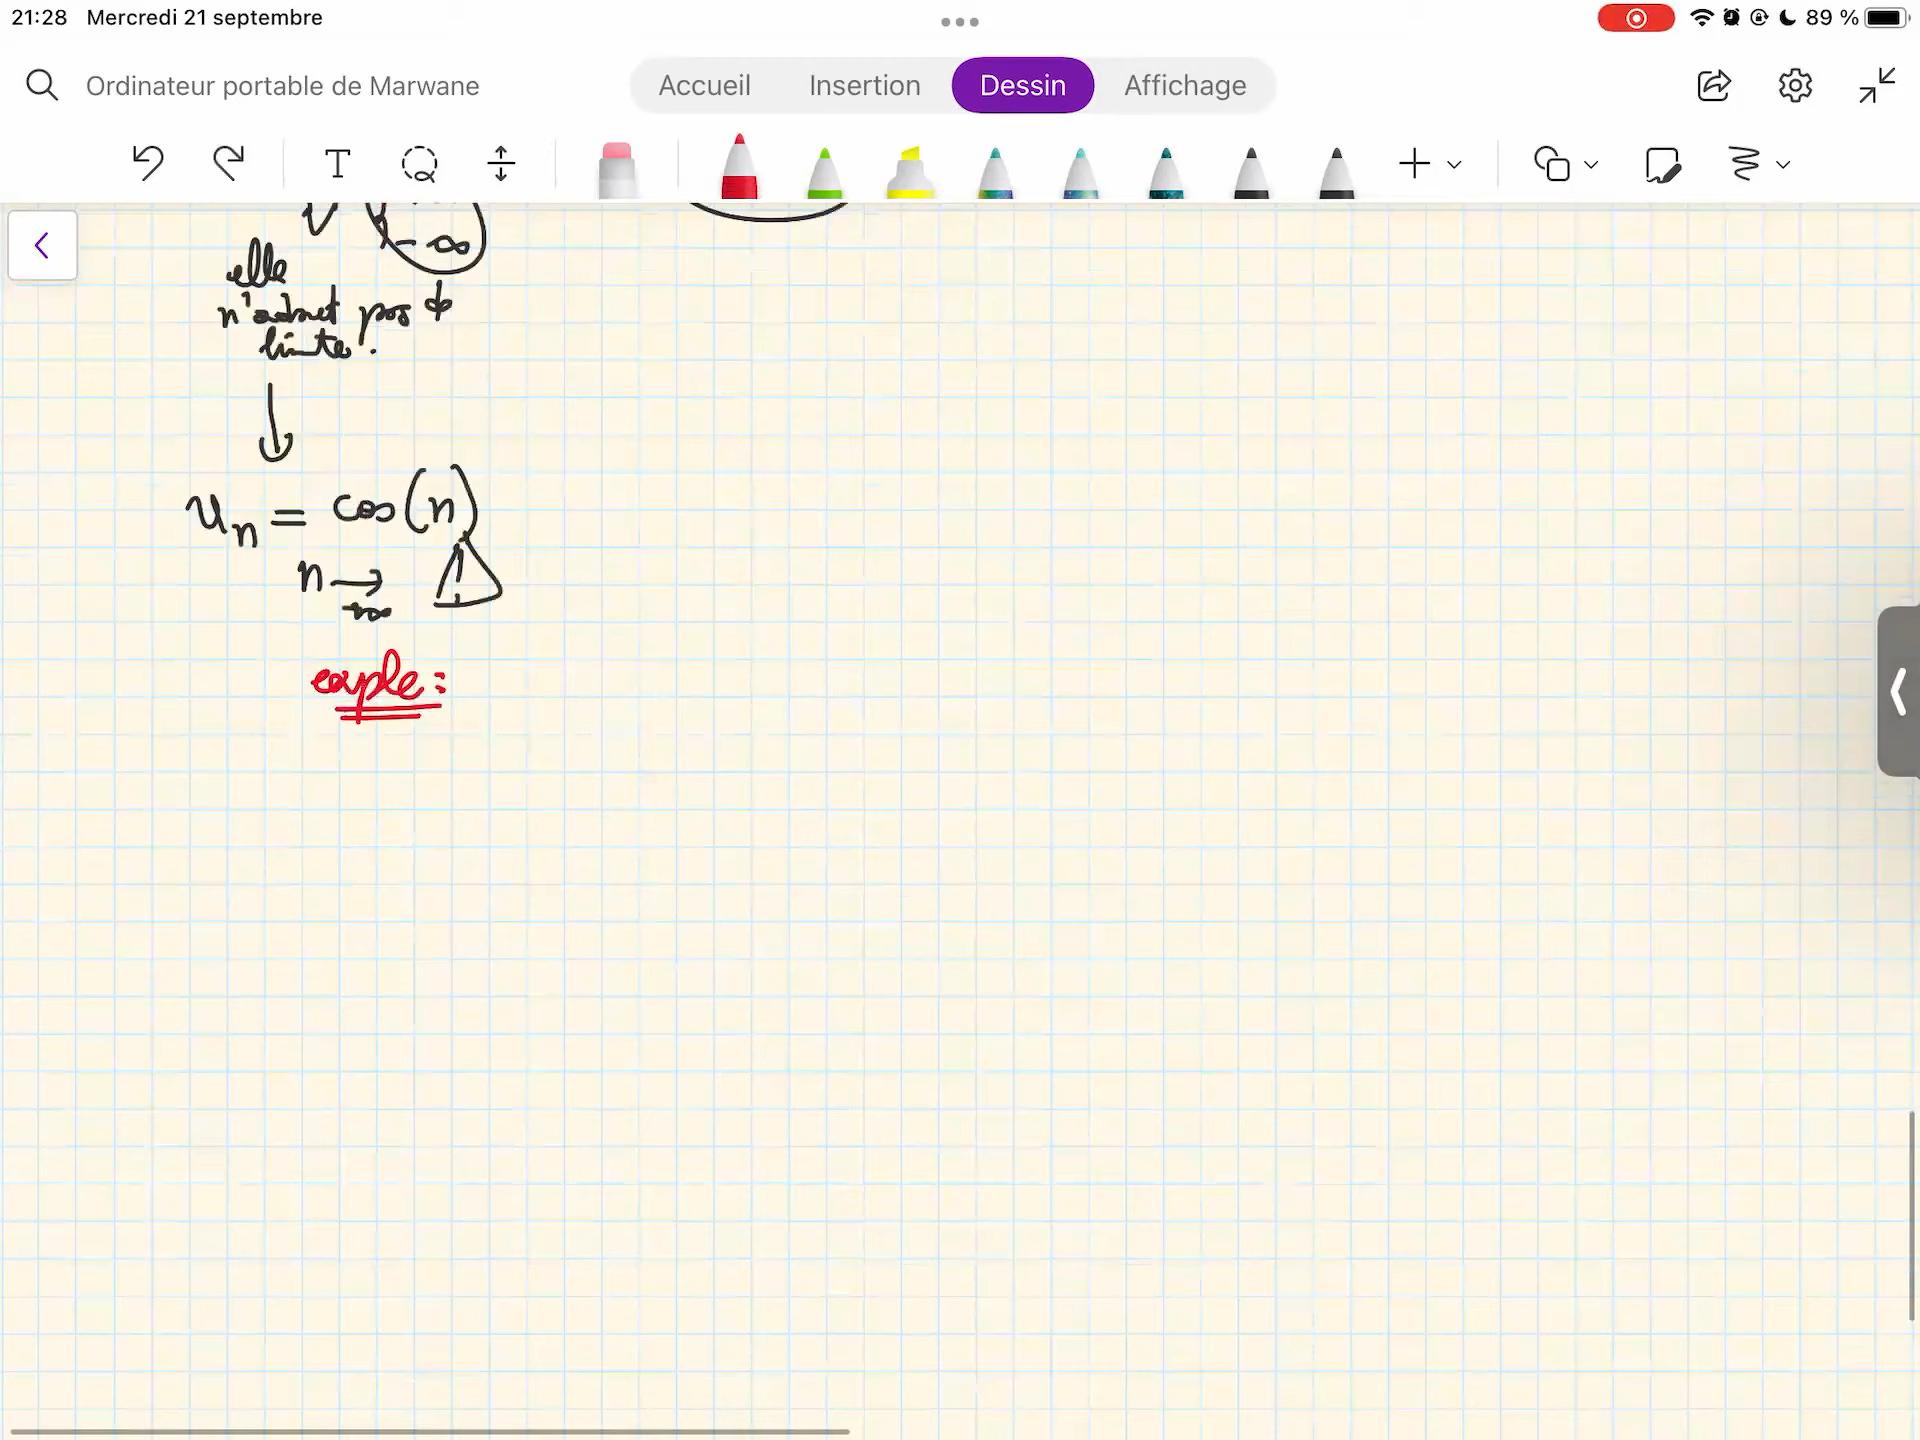 21:28 Mercredi 21 septembre
89 %
Ordinateur portable de Marwane
Accueil Insertion Dessin Affichage
T
- ∞
elle
n'admet pas de
limite.
Un = cos(n)
n →
+∞
!
exple :